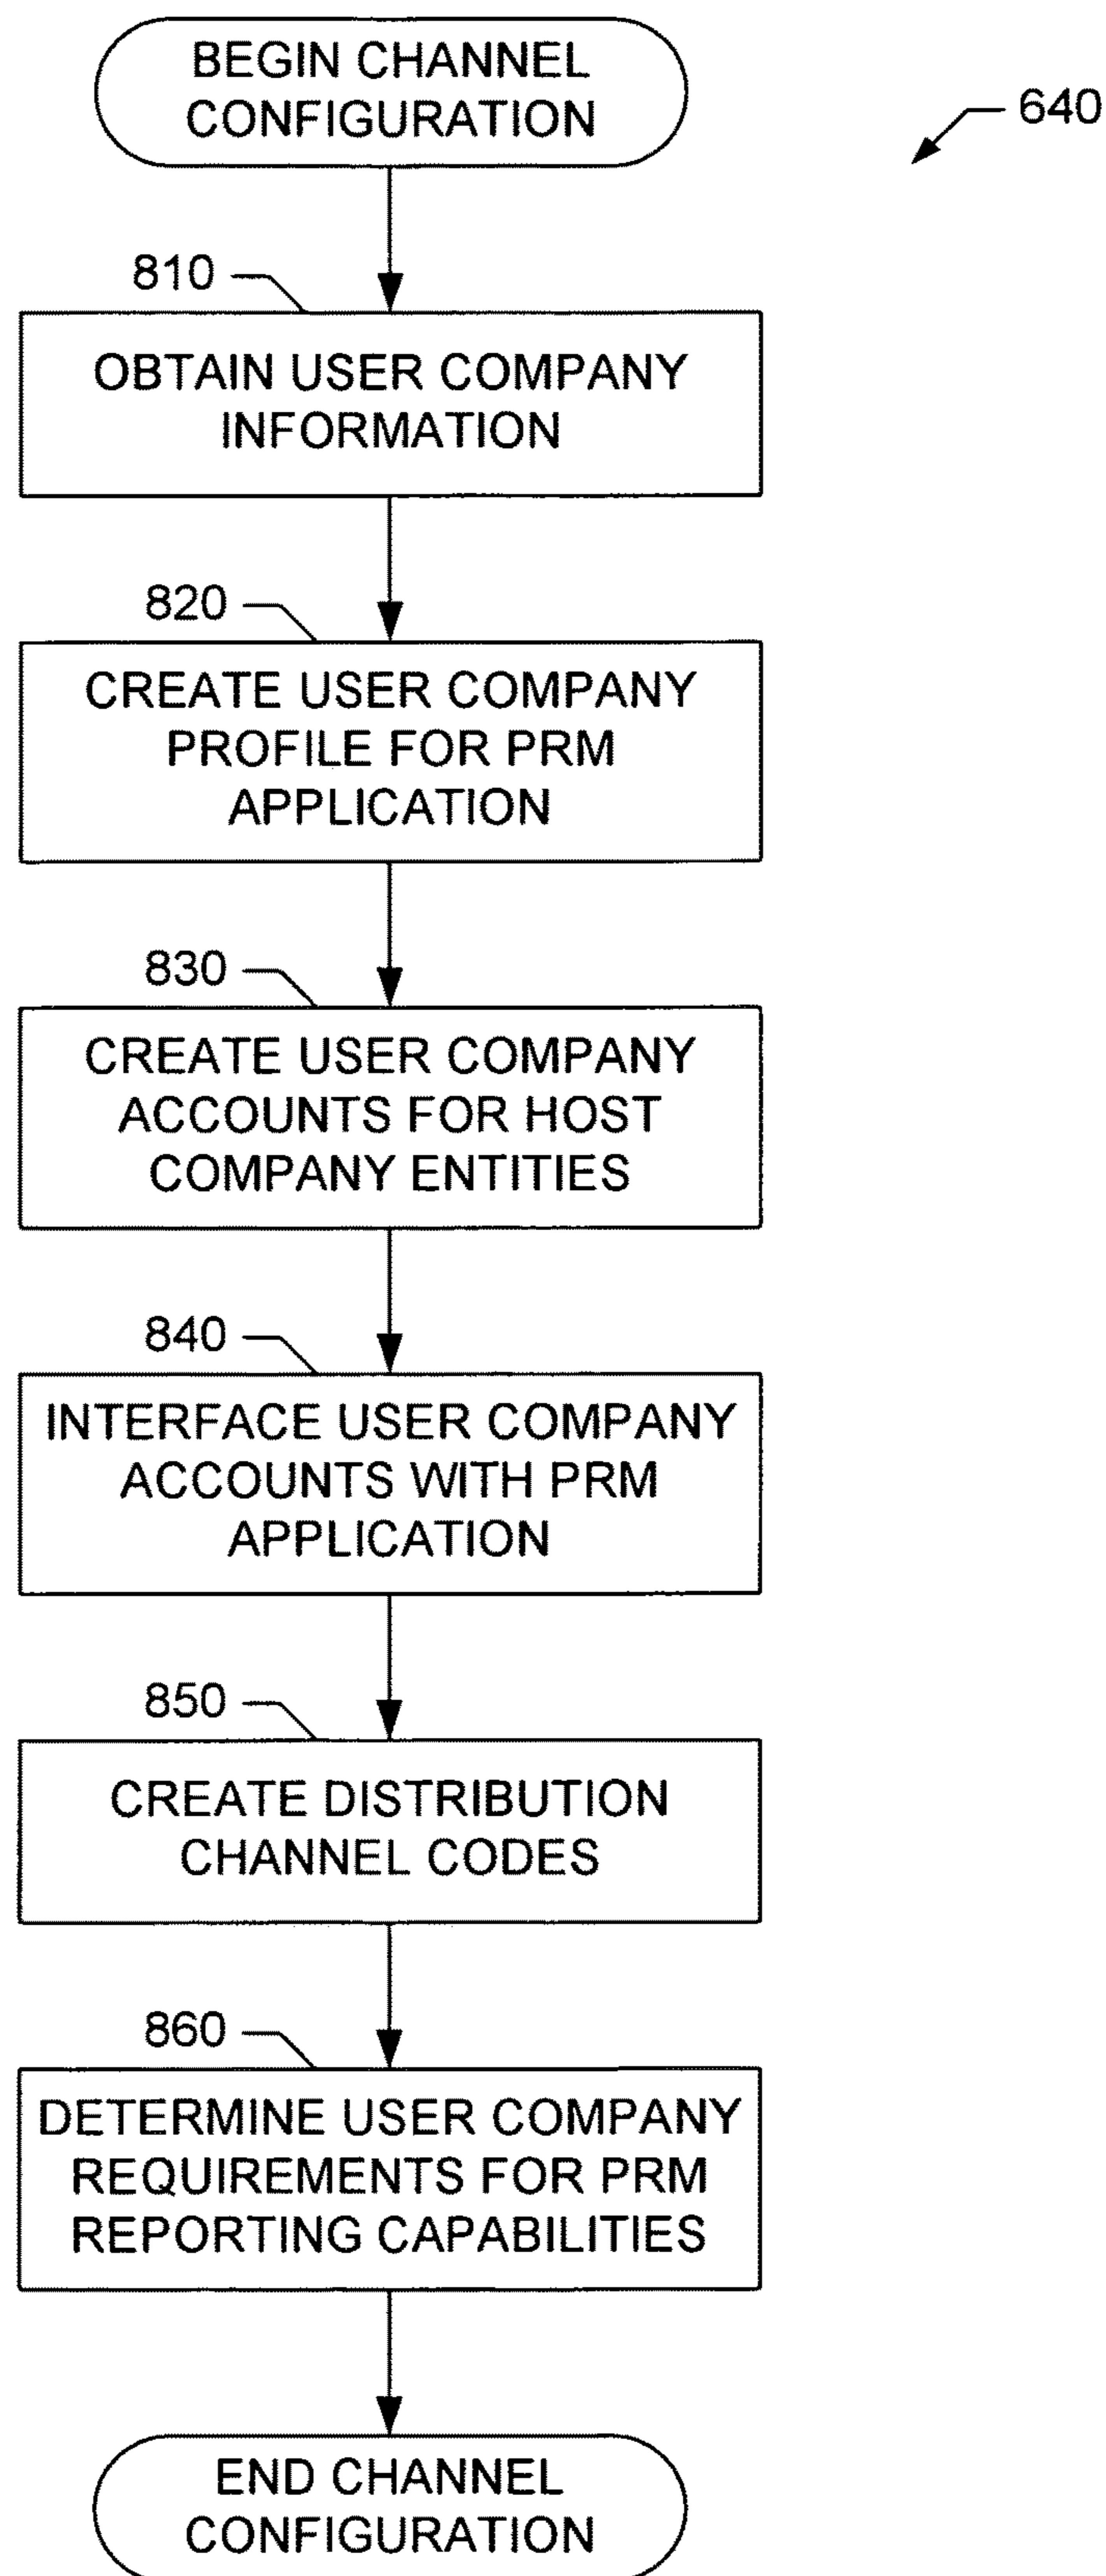 BEGIN CHANNEL
CONFIGURATION
640
810
OBTAIN USER COMPANY
INFORMATION
820
CREATE USER COMPANY
PROFILE FOR PRM
APPLICATION
830
CREATE USER COMPANY
ACCOUNTS FOR HOST
COMPANY ENTITIES
840
INTERFACE USER COMPANY
ACCOUNTS WITH PRM
APPLICATION
850
CREATE DISTRIBUTION
CHANNEL CODES
860
DETERMINE USER COMPANY
REQUIREMENTS FOR PRM
REPORTING CAPABILITIES
END CHANNEL
CONFIGURATION